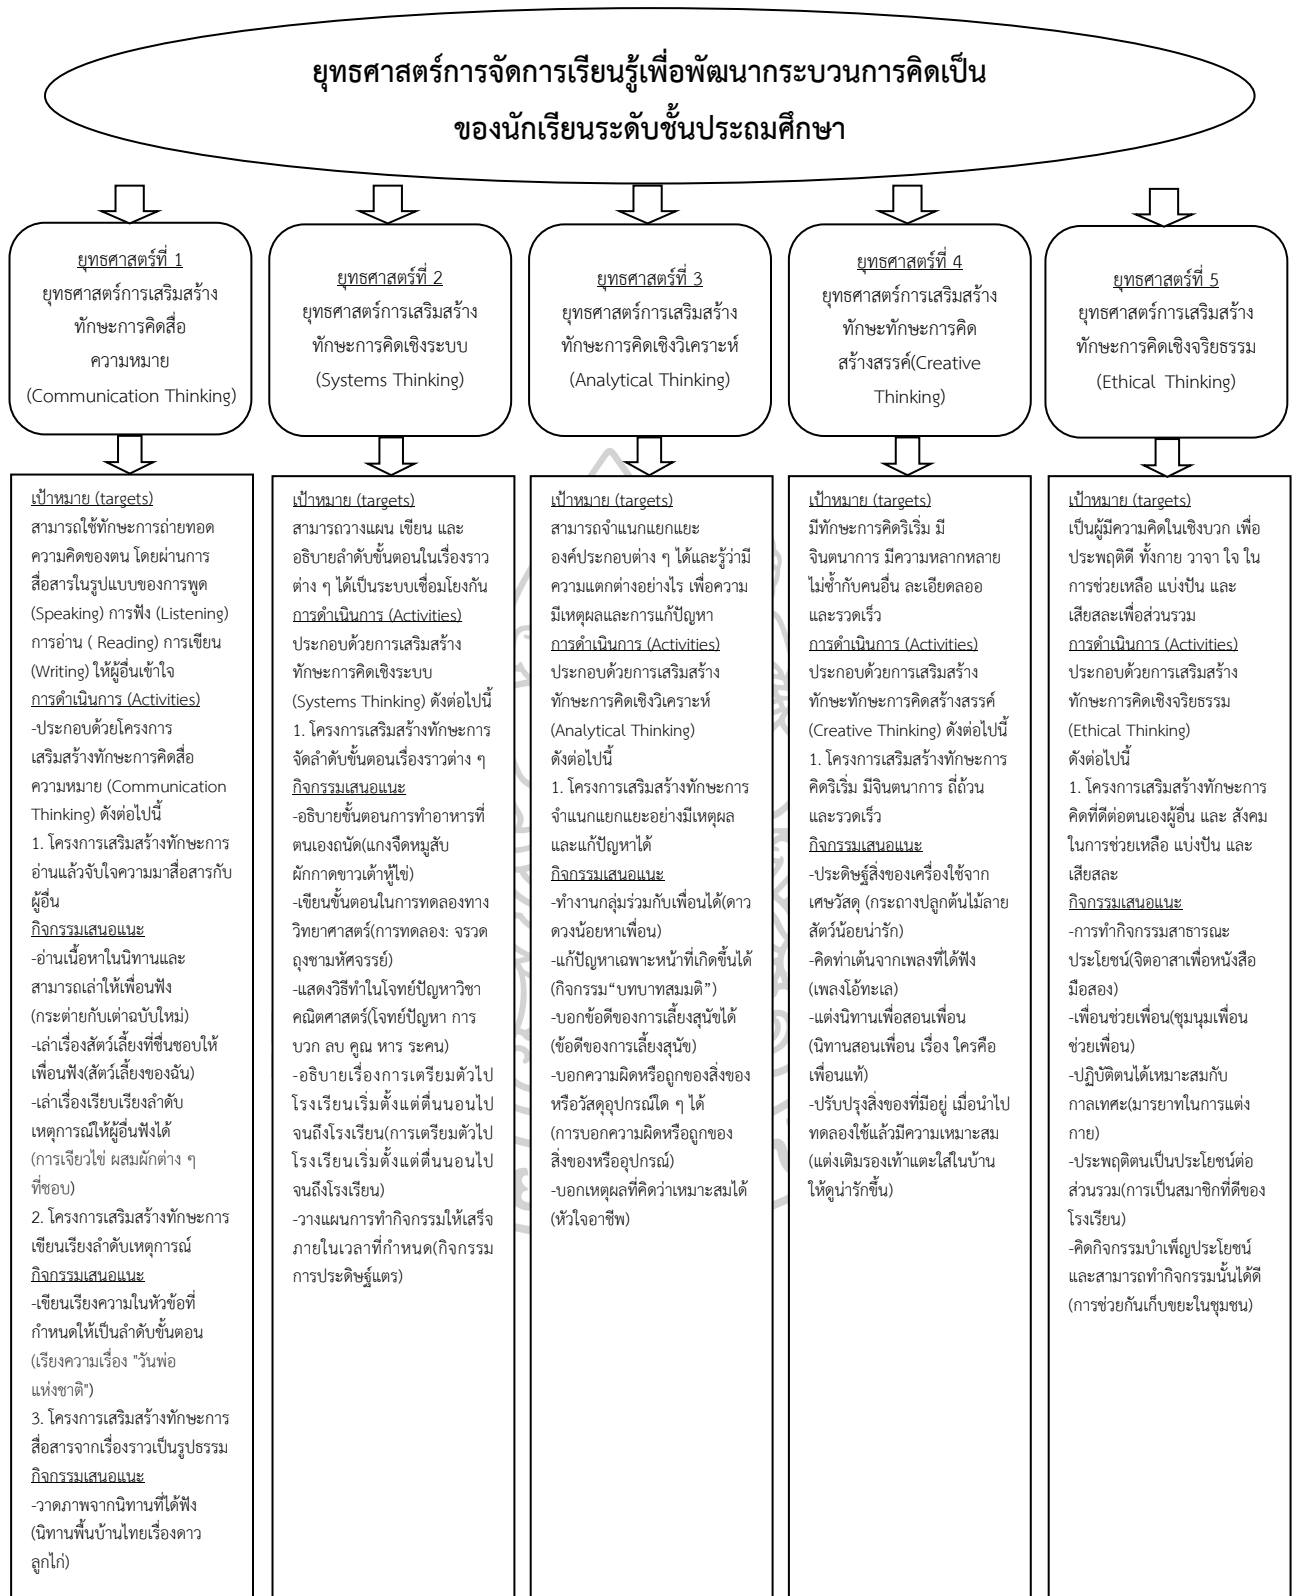 ยุทธศาสตร์การจัดการเรียนรู้เพื่อพัฒนากระบวนการคิดเป็น
ของนักเรียนระดับชั้นประถมศึกษา
ยุทธศาสตร์ที่ 1
ยุทธศาสตร์การเสริมสร้าง
ทักษะการคิดสื่อ
ความหมาย
(Communication Thinking)
ยุทธศาสตร์ที่ 2
ยุทธศาสตร์การเสริมสร้าง
ทักษะการคิดเชิงระบบ
(Systems Thinking)
ยุทธศาสตร์ที่ 3
ยุทธศาสตร์การเสริมสร้าง
ทักษะการคิดเชิงวิเคราะห์
(Analytical Thinking)
ยุทธศาสตร์ที่ 4
ยุทธศาสตร์การเสริมสร้าง
ทักษะทักษะการคิด
สร้างสรรค์(Creative
Thinking)
ยุทธศาสตร์ที่ 5
ยุทธศาสตร์การเสริมสร้าง
ทักษะการคิดเชิงจริยธรรม
(Ethical Thinking)
เป้าหมาย (targets)
สามารถใช้ทักษะการถ่ายทอด
ความคิดของตน โดยผ่านการ
สื่อสารในรูปแบบของการพูด
(Speaking) การฟัง (Listening)
การอ่าน ( Reading) การเขียน
(Writing) ให้ผู้อื่นเข้าใจ
การดำเนินการ (Activities)
-ประกอบด้วยโครงการ
เสริมสร้างทักษะการคิดสื่อ
ความหมาย (Communication
Thinking) ดังต่อไปนี้
1. โครงการเสริมสร้างทักษะการ
อ่านแล้วจับใจความมาสื่อสารกับ
ผู้อื่น
กิจกรรมเสนอแนะ
-อ่านเนื้อหาในนิทานและ
สามารถเล่าให้เพื่อนฟัง
(กระต่ายกับเต่าฉบับใหม่)
-เล่าเรื่องสัตว์เลี้ยงที่ชื่นชอบให้
เพื่อนฟัง(สัตว์เลี้ยงของฉัน)
-เล่าเรื่องเรียบเรียงลำดับ
เหตุการณ์ให้ผู้อื่นฟังได้
(การเจียวไข่ ผสมผักต่าง ๆ
ที่ชอบ)
2. โครงการเสริมสร้างทักษะการ
เขียนเรียงลำดับเหตุการณ์
กิจกรรมเสนอแนะ
-เขียนเรียงความในหัวข้อที่
กำหนดให้เป็นลำดับขั้นตอน
(เรียงความเรื่อง "วันพ่อ
แห่งชาติ")
3. โครงการเสริมสร้างทักษะการ
สื่อสารจากเรื่องราวเป็นรูปธรรม
กิจกรรมเสนอแนะ
-วาดภาพจากนิทานที่ได้ฟัง
(นิทานพื้นบ้านไทยเรื่องดาว
ลูกไก่)
เป้าหมาย (targets)
สามารถวางแผน เขียน และ
อธิบายลำดับขั้นตอนในเรื่องราว
ต่าง ๆ ได้เป็นระบบเชื่อมโยงกัน
การดำเนินการ (Activities)
ประกอบด้วยการเสริมสร้าง
ทักษะการคิดเชิงระบบ
(Systems Thinking) ดังต่อไปนี้
1. โครงการเสริมสร้างทักษะการ
จัดลำดับขั้นตอนเรื่องราวต่าง ๆ
กิจกรรมเสนอแนะ
-อธิบายขั้นตอนการทำอาหารที่
ตนเองถนัด(แกงจืดหมูสับ
ผักกาดขาวเต้าหู้ไข่)
-เขียนขั้นตอนในการทดลองทาง
วิทยาศาสตร์(การทดลอง: จรวด
ถุงชามหัศจรรย์)
-แสดงวิธีทำในโจทย์ปัญหาวิชา
คณิตศาสตร์(โจทย์ปัญหา การ
บวก ลบ คูณ หาร ระคน)
-อธิบายเรื่องการเตรียมตัวไป
โรงเรียนเริ่มตั้งแต่ตื่นนอนไป
จนถึงโรงเรียน(การเตรียมตัวไป
โรงเรียนเริ่มตั้งแต่ตื่นนอนไป
จนถึงโรงเรียน)
-วางแผนการทำกิจกรรมให้เสร็จ
ภายในเวลาที่กำหนด(กิจกรรม
การประดิษฐ์แตร)
เป้าหมาย (targets)
สามารถจำแนกแยกแยะ
องค์ประกอบต่าง ๆ ได้และรู้ว่ามี
ความแตกต่างอย่างไร เพื่อความ
มีเหตุผลและการแก้ปัญหา
การดำเนินการ (Activities)
ประกอบด้วยการเสริมสร้าง
ทักษะการคิดเชิงวิเคราะห์
(Analytical Thinking)
ดังต่อไปนี้
1. โครงการเสริมสร้างทักษะการ
จำแนกแยกแยะอย่างมีเหตุผล
และแก้ปัญหาได้
กิจกรรมเสนอแนะ
-ทำงานกลุ่มร่วมกับเพื่อนได้(ดาว
ดวงน้อยหาเพื่อน)
-แก้ปัญหาเฉพาะหน้าที่เกิดขึ้นได้
(กิจกรรม“บทบาทสมมติ”)
-บอกข้อดีของการเลี้ยงสุนัขได้
(ข้อดีของการเลี้ยงสุนัข)
-บอกความผิดหรือถูกของสิ่งของ
หรือวัสดุอุปกรณ์ใด ๆ ได้
(การบอกความผิดหรือถูกของ
สิ่งของหรืออุปกรณ์)
-บอกเหตุผลที่คิดว่าเหมาะสมได้
(หัวใจอาชีพ)
เป้าหมาย (targets)
มีทักษะการคิดริเริ่ม มี
จินตนาการ มีความหลากหลาย
ไม่ซ้ำกับคนอื่น ละเอียดลออ
และรวดเร็ว
การดำเนินการ (Activities)
ประกอบด้วยการเสริมสร้าง
ทักษะทักษะการคิดสร้างสรรค์
(Creative Thinking) ดังต่อไปนี้
1. โครงการเสริมสร้างทักษะการ
คิดริเริ่ม มีจินตนาการ ถี่ถ้วน
และรวดเร็ว
กิจกรรมเสนอแนะ
-ประดิษฐ์สิ่งของเครื่องใช้จาก
เศษวัสดุ (กระถางปลูกต้นไม้ลาย
สัตว์น้อยน่ารัก)
-คิดท่าเต้นจากเพลงที่ได้ฟัง
(เพลงโอ้ทะเล)
-แต่งนิทานเพื่อสอนเพื่อน
(นิทานสอนเพื่อน เรื่อง ใครคือ
เพื่อนแท้)
-ปรับปรุงสิ่งของที่มีอยู่ เมื่อนำไป
ทดลองใช้แล้วมีความเหมาะสม
(แต่งเติมรองเท้าแตะใส่ในบ้าน
ให้ดูน่ารักขึ้น)
เป้าหมาย (targets)
เป็นผู้มีความคิดในเชิงบวก เพื่อ
ประพฤติดี ทั้งกาย วาจา ใจ ใน
การช่วยเหลือ แบ่งปัน และ
เสียสละเพื่อส่วนรวม
การดำเนินการ (Activities)
ประกอบด้วยการเสริมสร้าง
ทักษะการคิดเชิงจริยธรรม
(Ethical Thinking)
ดังต่อไปนี้
1. โครงการเสริมสร้างทักษะการ
คิดที่ดีต่อตนเองผู้อื่น และ สังคม
ในการช่วยเหลือ แบ่งปัน และ
เสียสละ
กิจกรรมเสนอแนะ
-การทำกิจกรรมสาธารณะ
ประโยชน์(จิตอาสาเพื่อหนังสือ
มือสอง)
-เพื่อนช่วยเพื่อน(ชุมนุมเพื่อน
ช่วยเพื่อน)
-ปฏิบัติตนได้เหมาะสมกับ
กาลเทศะ(มารยาทในการแต่ง
กาย)
-ประพฤติตนเป็นประโยชน์ต่อ
ส่วนรวม(การเป็นสมาชิกที่ดีของ
โรงเรียน)
-คิดกิจกรรมบำเพ็ญประโยชน์
และสามารถทำกิจกรรมนั้นได้ดี
(การช่วยกันเก็บขยะในชุมชน)